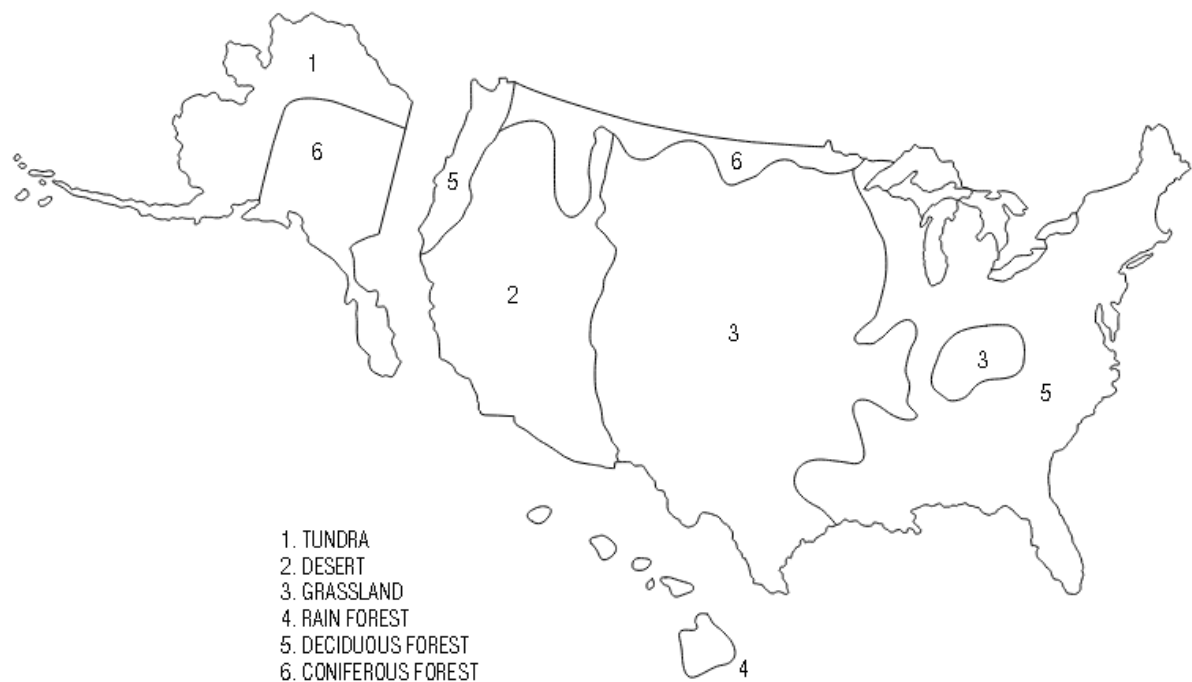 1
6
5
6
2
3
3
5
1. TUNDRA
2. DESERT
3. GRASSLAND
4. RAIN FOREST
5. DECIDUOUS FOREST
6. CONIFEROUS FOREST
4